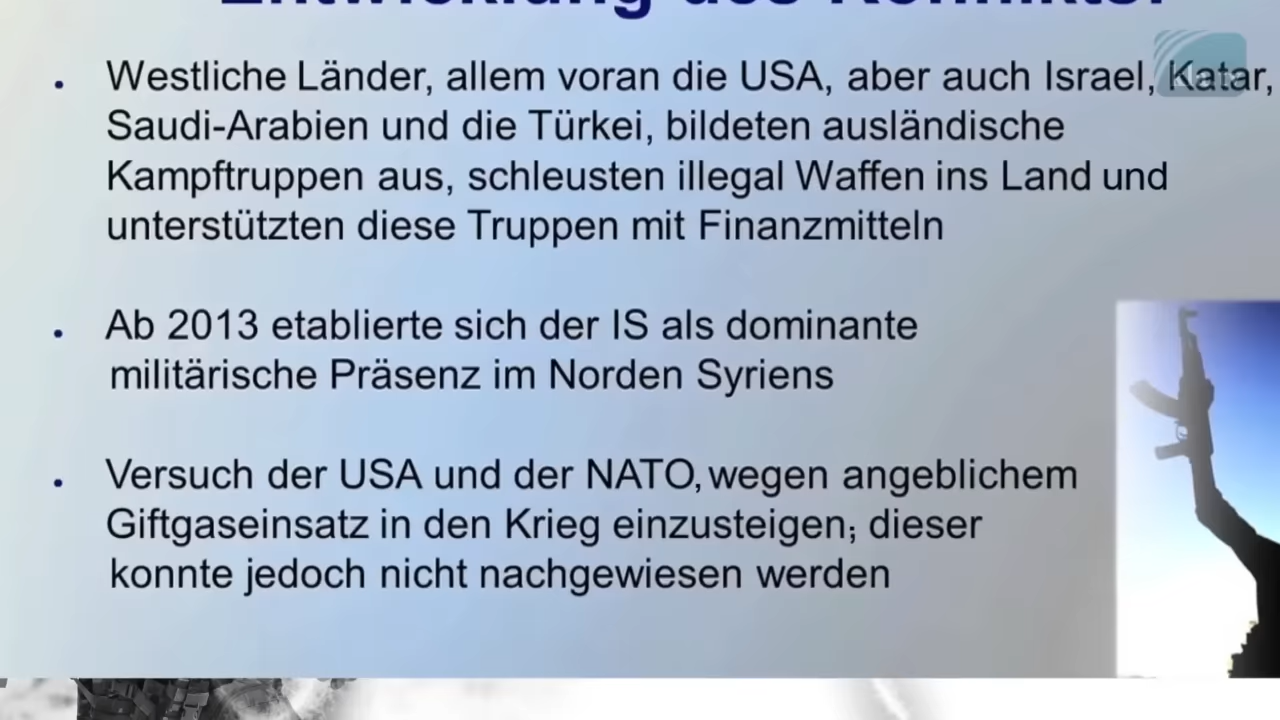 Entwicklung des Konflikts:
Westliche Länder, allem voran die USA, aber auch Israel, Katar,
Saudi-Arabien und die Türkei, bildeten ausländische
Kampftruppen aus, schleusten illegal Waffen ins Land und
unterstützten diese Truppen mit Finanzmitteln
Ab 2013 etablierte sich der IS als dominante
militärische Präsenz im Norden Syriens
Versuch der USA und der NATO, wegen angeblichem
Giftgaseinsatz in den Krieg einzusteigen; dieser
konnte jedoch nicht nachgewiesen werden